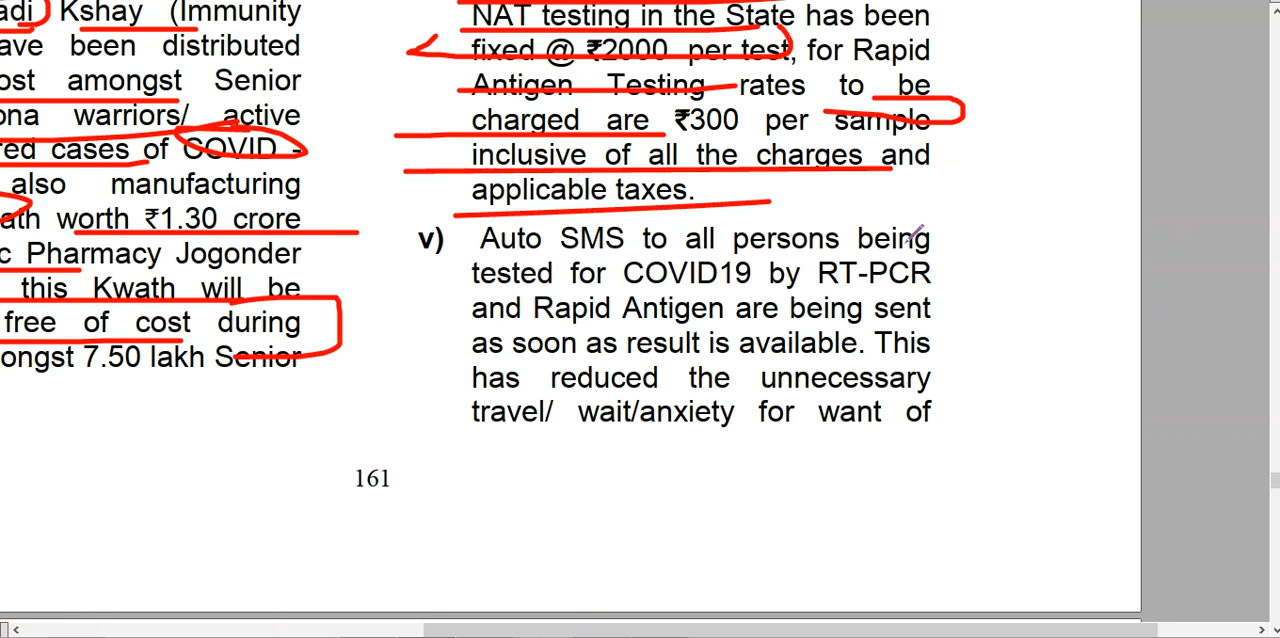 adi Kshay (Immunity
ave been distributed
ost amongst Senior
ona warriors/ active
red cases of COVID -
also manufacturing
ath worth ₹1.30 crore
c Pharmacy Jogonder
this Kwath will be
free of cost during
ongst 7.50 lakh Senior
NAT testing in the State has been
fixed @ ₹2000 per test, for Rapid
Antigen Testing rates to be
charged are ₹300 per sample
inclusive of all the charges and
applicable taxes.
v) Auto SMS to all persons being
tested for COVID19 by RT-PCR
and Rapid Antigen are being sent
as soon as result is available. This
has reduced the unnecessary
travel/ wait/anxiety for want of
161